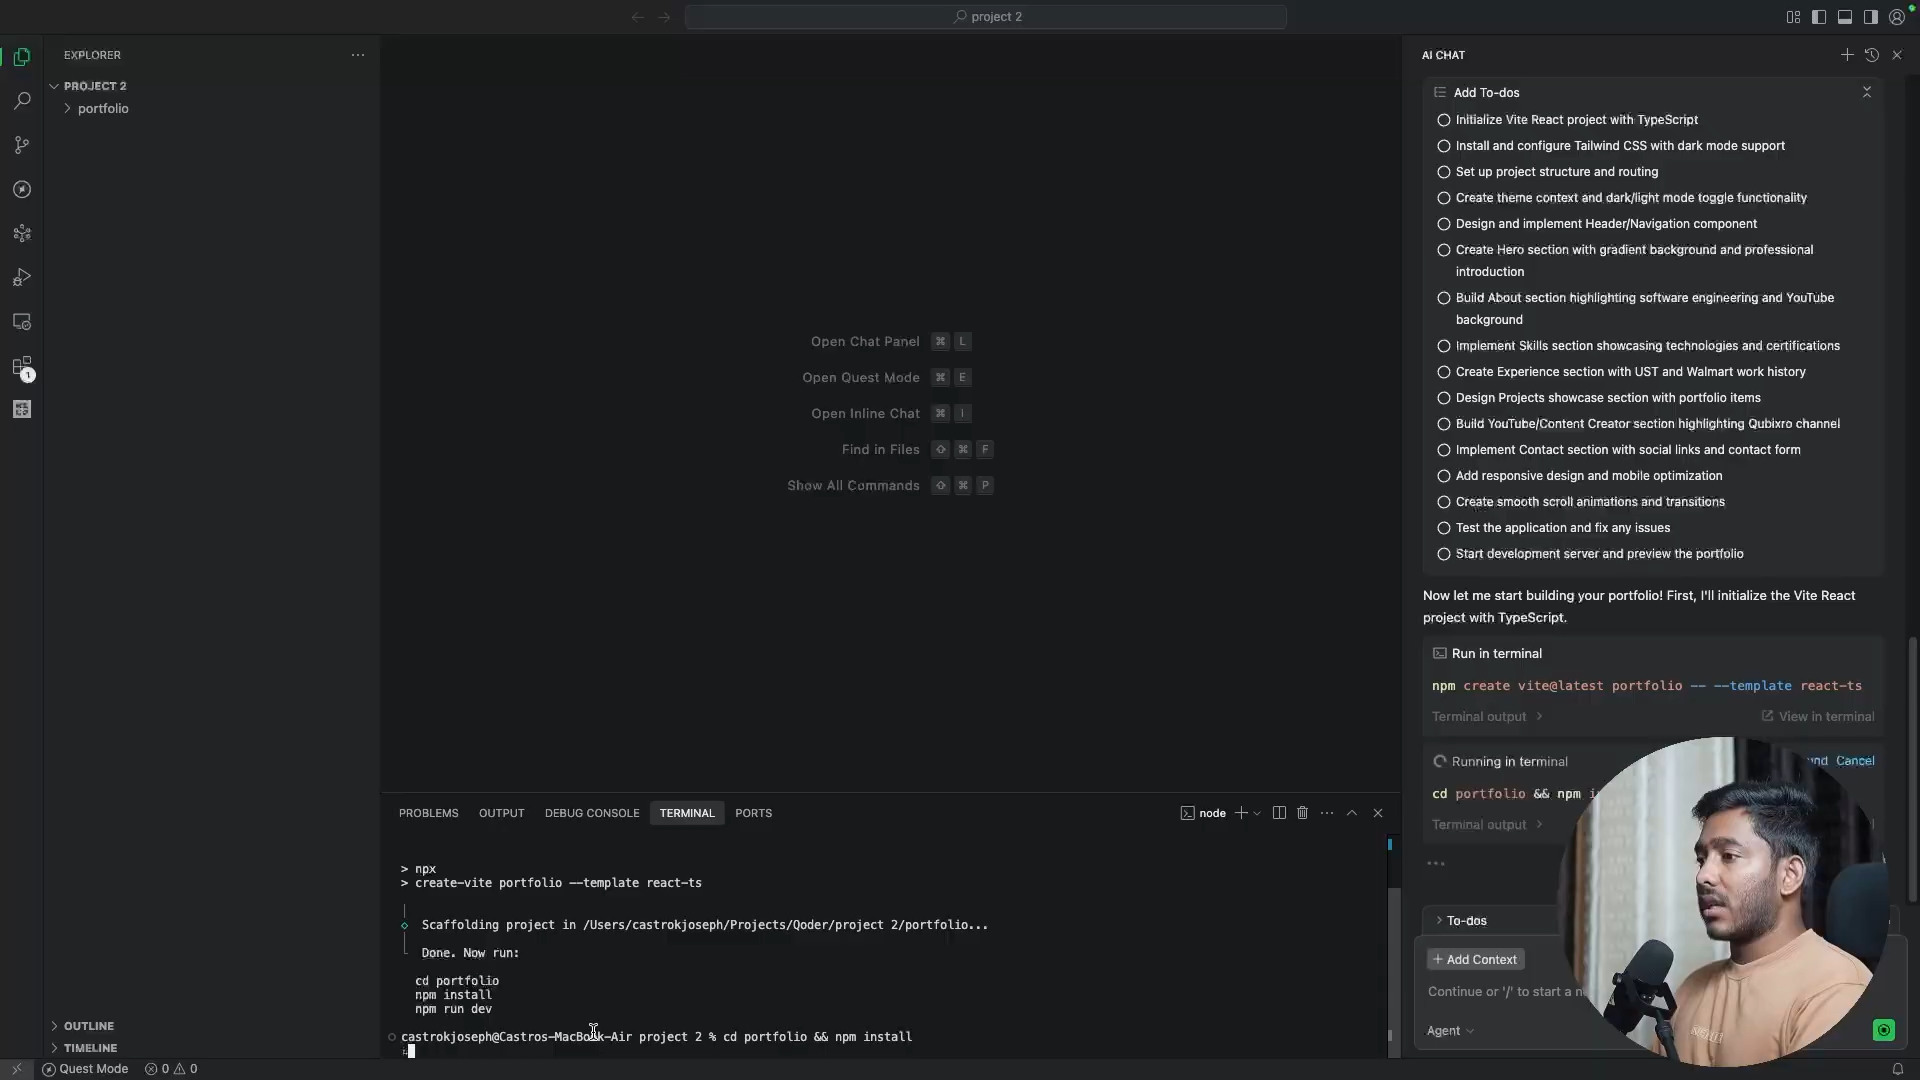 project 2
EXPLORER
PROJECT 2
portfolio
OUTLINE
TIMELINE
Open Chat Panel ⌘ L
Open Quest Mode ⌘ E
Open Inline Chat ⌘ I
Find in Files ⇧ ⌘ F
Show All Commands ⇧ ⌘ P
PROBLEMS OUTPUT DEBUG CONSOLE TERMINAL PORTS
node
> npx
> create-vite portfolio --template react-ts
Scaffolding project in /Users/castrokjoseph/Projects/Qoder/project 2/portfolio...
Done. Now run:
cd portfolio
npm install
npm run dev
castrokjoseph@Castros-MacBook-Air project 2 % cd portfolio && npm install
AI CHAT
Add To-dos
Initialize Vite React project with TypeScript
Install and configure Tailwind CSS with dark mode support
Set up project structure and routing
Create theme context and dark/light mode toggle functionality
Design and implement Header/Navigation component
Create Hero section with gradient background and professional
introduction
Build About section highlighting software engineering and YouTube
background
Implement Skills section showcasing technologies and certifications
Create Experience section with UST and Walmart work history
Design Projects showcase section with portfolio items
Build YouTube/Content Creator section highlighting Qubixro channel
Implement Contact section with social links and contact form
Add responsive design and mobile optimization
Create smooth scroll animations and transitions
Test the application and fix any issues
Start development server and preview the portfolio
Now let me start building your portfolio! First, I'll initialize the Vite React
project with TypeScript.
Run in terminal
npm create vite@latest portfolio -- --template react-ts
Terminal output View in terminal
Running in terminal Cancel
cd portfolio && npm
Terminal output
To-dos
+ Add Context
Continue or '/' to start a
Agent
Quest Mode 0 0
1